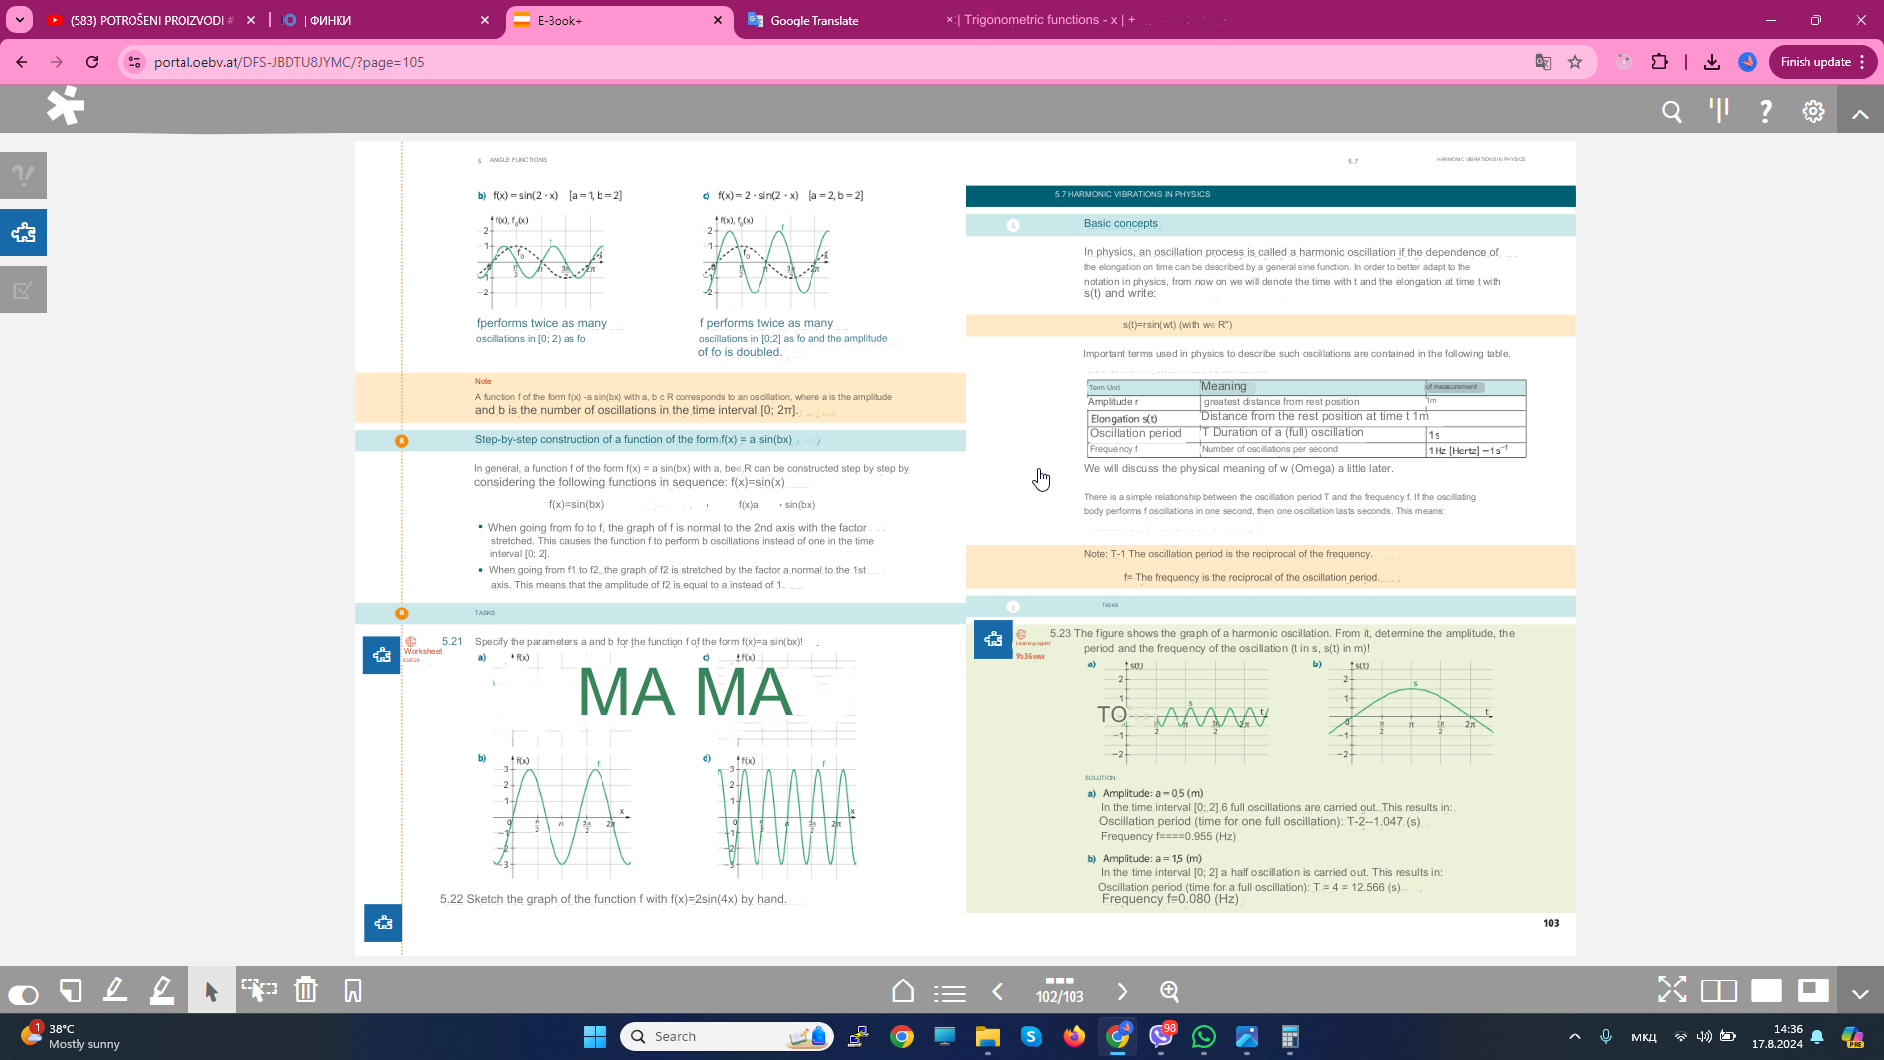 (583) POTROŠENI PROIZVODI #
| ФИНКИ
E-Book+
Google Translate
| Trigonometric functions - x | +
portal.oebv.at/DFS-JBDTU8JYMC/?page=105
Finish update
5 ANGLE FUNCTIONS
b) f(x) = sin(2 · x) [a = 1, b = 2]
c) f(x) = 2 · sin(2 · x) [a = 2, b = 2]
f(x), f₀(x)
f(x), f₀(x)
fperforms twice as many
oscillations in [0; 2) as fo
f performs twice as many
oscillations in [0;2] as fo and the amplitude
of fo is doubled.
Note
A function f of the form f(x) -a sin(bx) with a, b c R corresponds to an oscillation, where a is the amplitude
and b is the number of oscillations in the time interval [0; 2π].
R
Step-by-step construction of a function of the form f(x) = a sin(bx)
In general, a function f of the form f(x) = a sin(bx) with a, b∈ R can be constructed step by step by
considering the following functions in sequence: f(x)=sin(x)
f(x)=sin(bx)
f(x)a · sin(bx)
▪ When going from fo to f, the graph of f is normal to the 2nd axis with the factor
stretched. This causes the function f to perform b oscillations instead of one in the time
interval [0; 2].
▪ When going from f1 to f2, the graph of f2 is stretched by the factor a normal to the 1st
axis. This means that the amplitude of f2 is equal to a instead of 1.
R
TASKS
5.21 Specify the parameters a and b for the function f of the form f(x)=a sin(bx)!
Worksheet
a) f(x)
c) f(x)
MA MA
b) f(x)
d) f(x)
5.22 Sketch the graph of the function f with f(x)=2sin(4x) by hand.
5.7 HARMONIC VIBRATIONS IN PHYSICS
5.7 HARMONIC VIBRATIONS IN PHYSICS
Basic concepts
In physics, an oscillation process is called a harmonic oscillation if the dependence of
the elongation on time can be described by a general sine function. In order to better adapt to the
notation in physics, from now on we will denote the time with t and the elongation at time t with
s(t) and write:
s(t)=rsin(wt) (with w∈ R")
Important terms used in physics to describe such oscillations are contained in the following table.
Term Unit Meaning of measurement
Amplitude r greatest distance from rest position 1m
Elongation s(t) Distance from the rest position at time t 1m
Oscillation period T Duration of a (full) oscillation 1s
Frequency f Number of oscillations per second 1 Hz [Hertz] = 1 s⁻¹
We will discuss the physical meaning of w (Omega) a little later.
There is a simple relationship between the oscillation period T and the frequency f. If the oscillating
body performs f oscillations in one second, then one oscillation lasts seconds. This means:
Note: T-1 The oscillation period is the reciprocal of the frequency.
f= The frequency is the reciprocal of the oscillation period.
TASKS
5.23 The figure shows the graph of a harmonic oscillation. From it, determine the amplitude, the
period and the frequency of the oscillation (t in s, s(t) in m)!
9b36ww
a) s(t)
b) s(t)
TO
SOLUTION:
a) Amplitude: a = 0,5 (m)
In the time interval [0; 2] 6 full oscillations are carried out. This results in:
Oscillation period (time for one full oscillation): T-2--1,047 (s)
Frequency f====0.955 (Hz)
b) Amplitude: a = 1,5 (m)
In the time interval [0; 2] a half oscillation is carried out. This results in:
Oscillation period (time for a full oscillation): T = 4 = 12.566 (s)
Frequency f=0.080 (Hz)
103
102/103
1
38°C
Mostly sunny
Search
98
МКД
14:36
17.8.2024